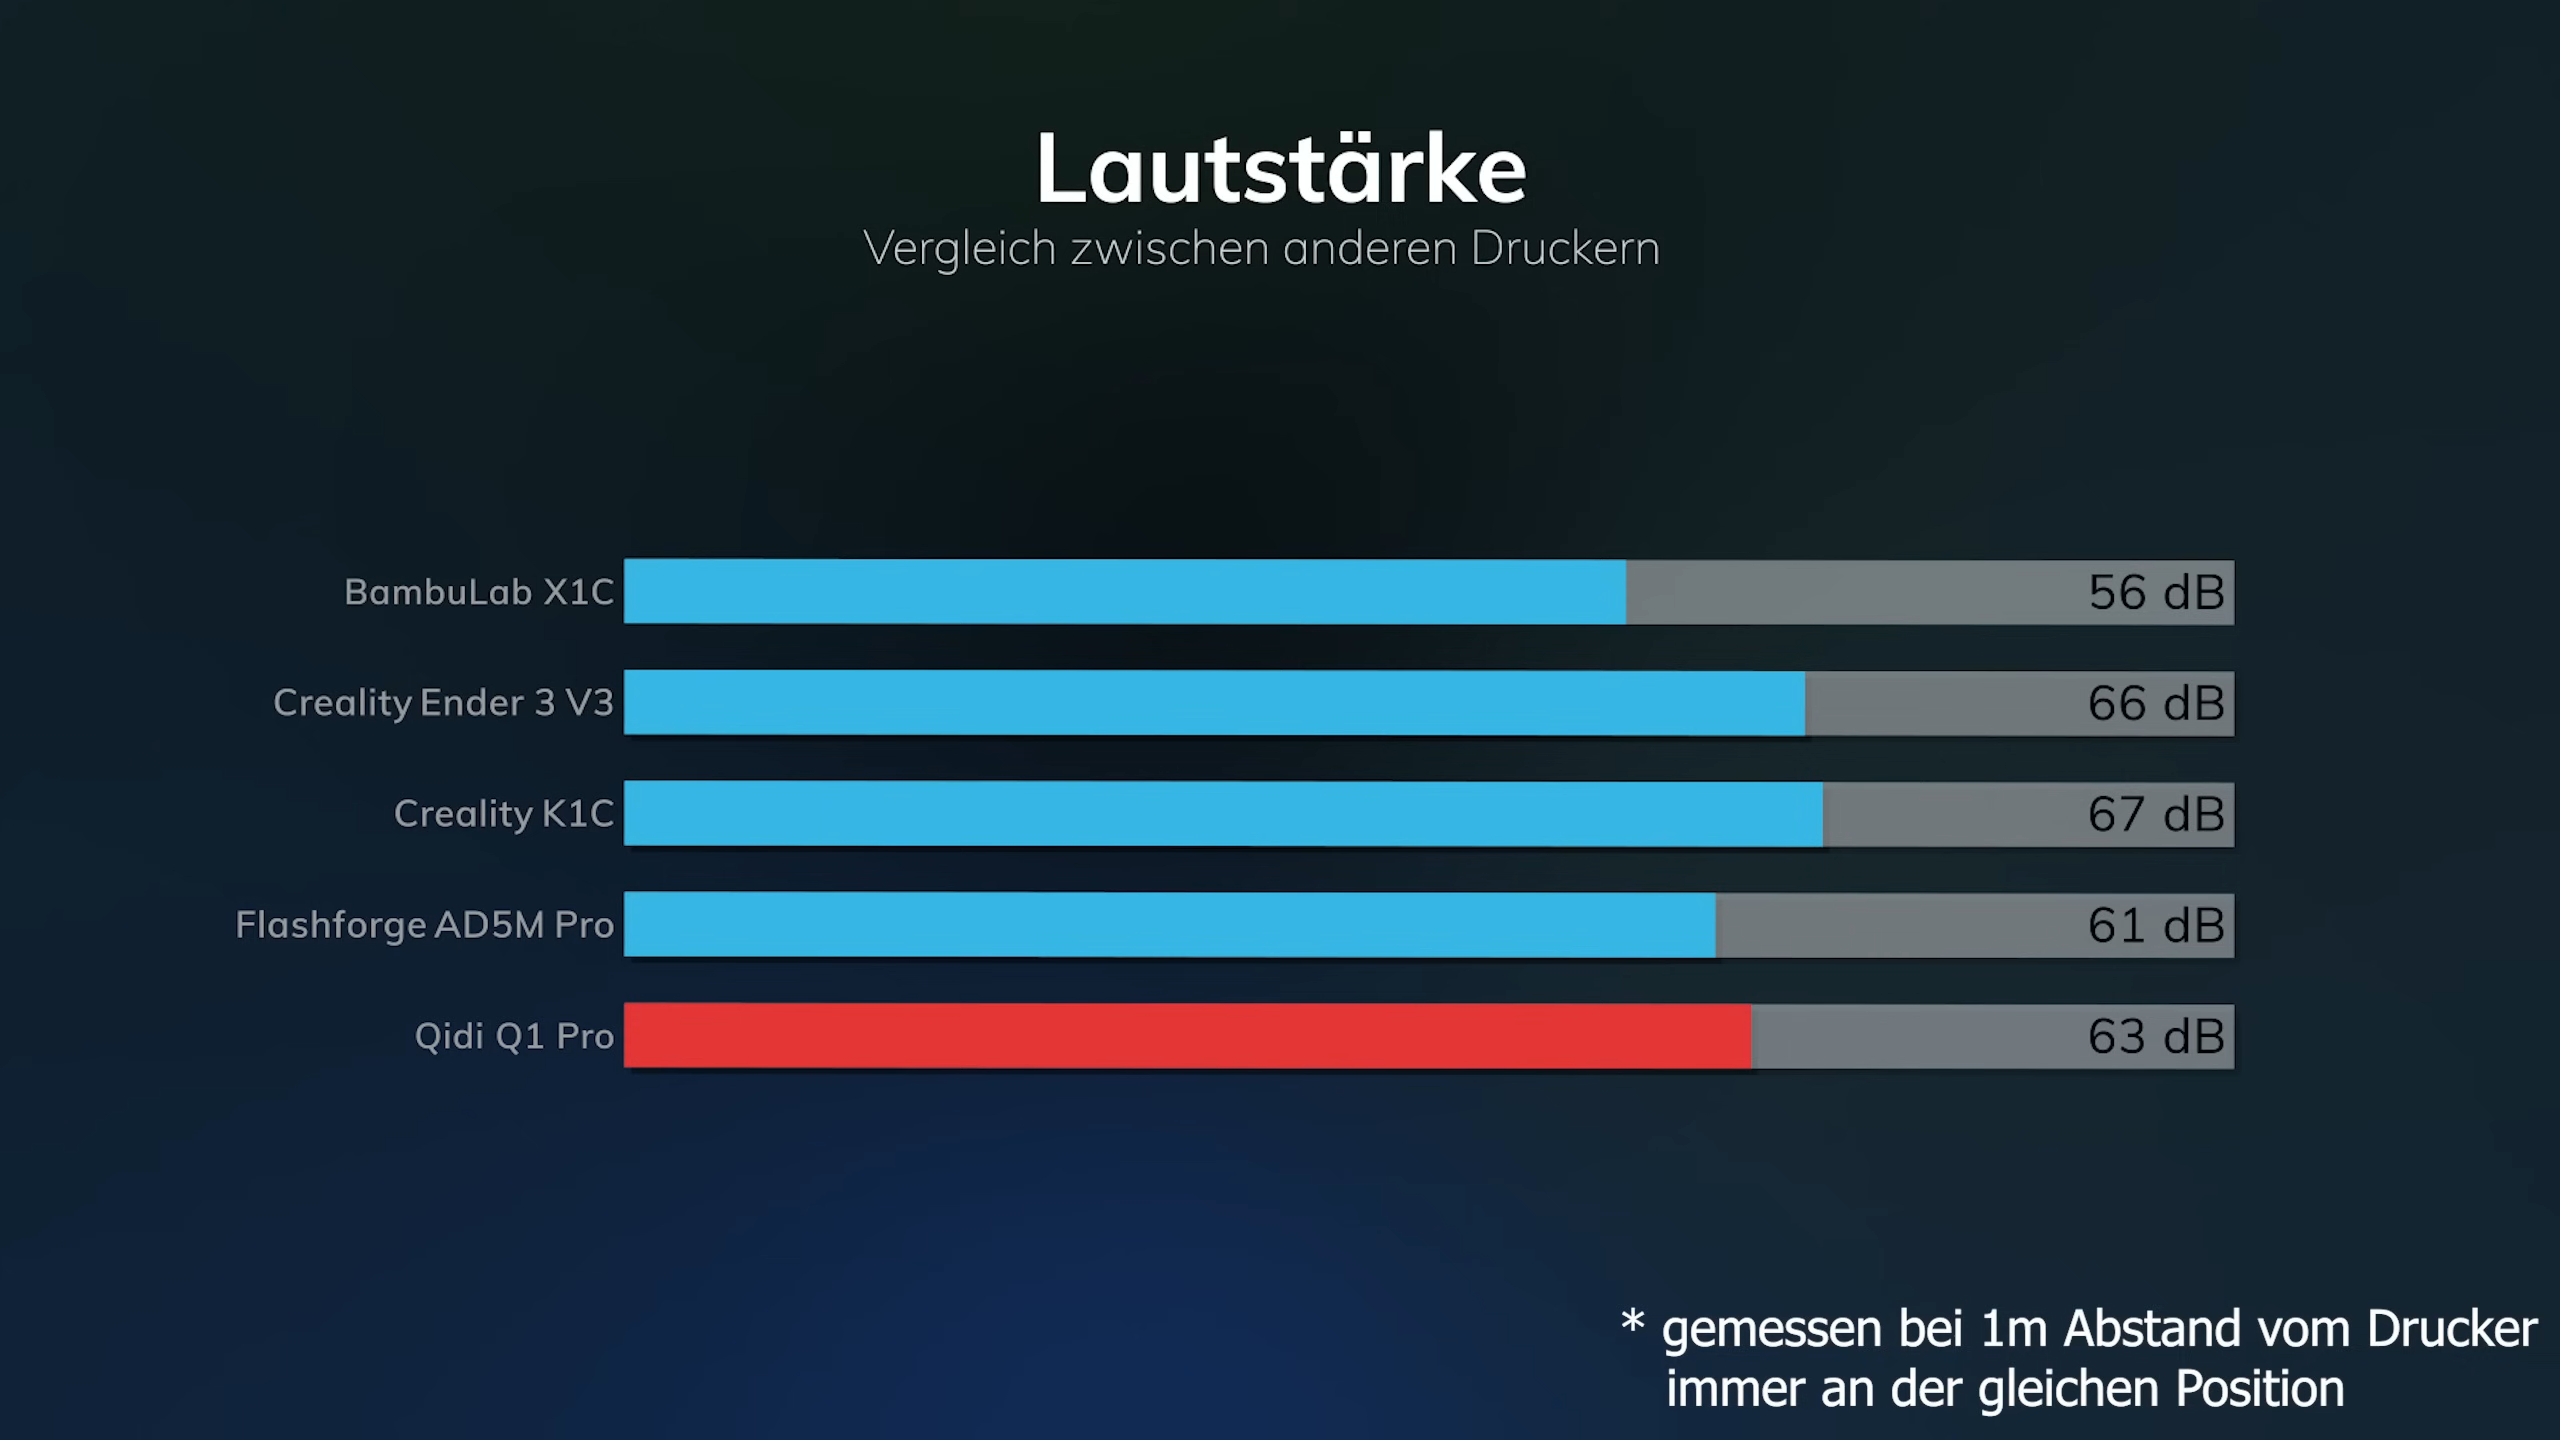 Lautstärke
Vergleich zwischen anderen Druckern
BambuLab X1C 56 dB
Creality Ender 3 V3 66 dB
Creality K1C 67 dB
Flashforge AD5M Pro 61 dB
Qidi Q1 Pro 63 dB
* gemessen bei 1m Abstand vom Drucker
immer an der gleichen Position